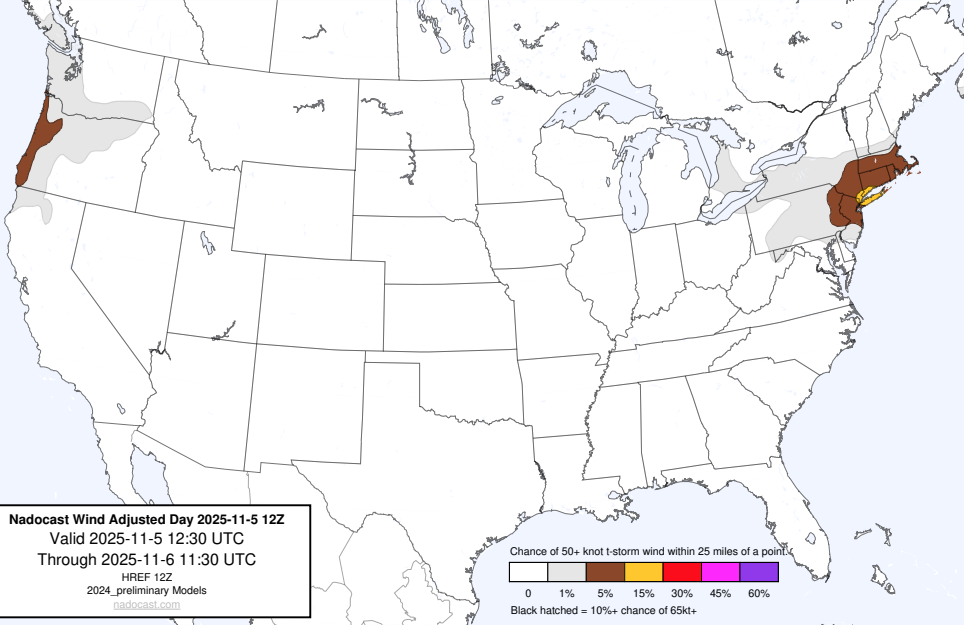 Nadocast Wind Adjusted Day 2025-11-5 12Z
Valid 2025-11-5 12:30 UTC
Through 2025-11-6 11:30 UTC
HREF 12Z
2024_preliminary Models
nadocast.com
Chance of 50+ knot t-storm wind within 25 miles of a point.
0 1% 5% 15% 30% 45% 60%
Black hatched = 10%+ chance of 65kt+